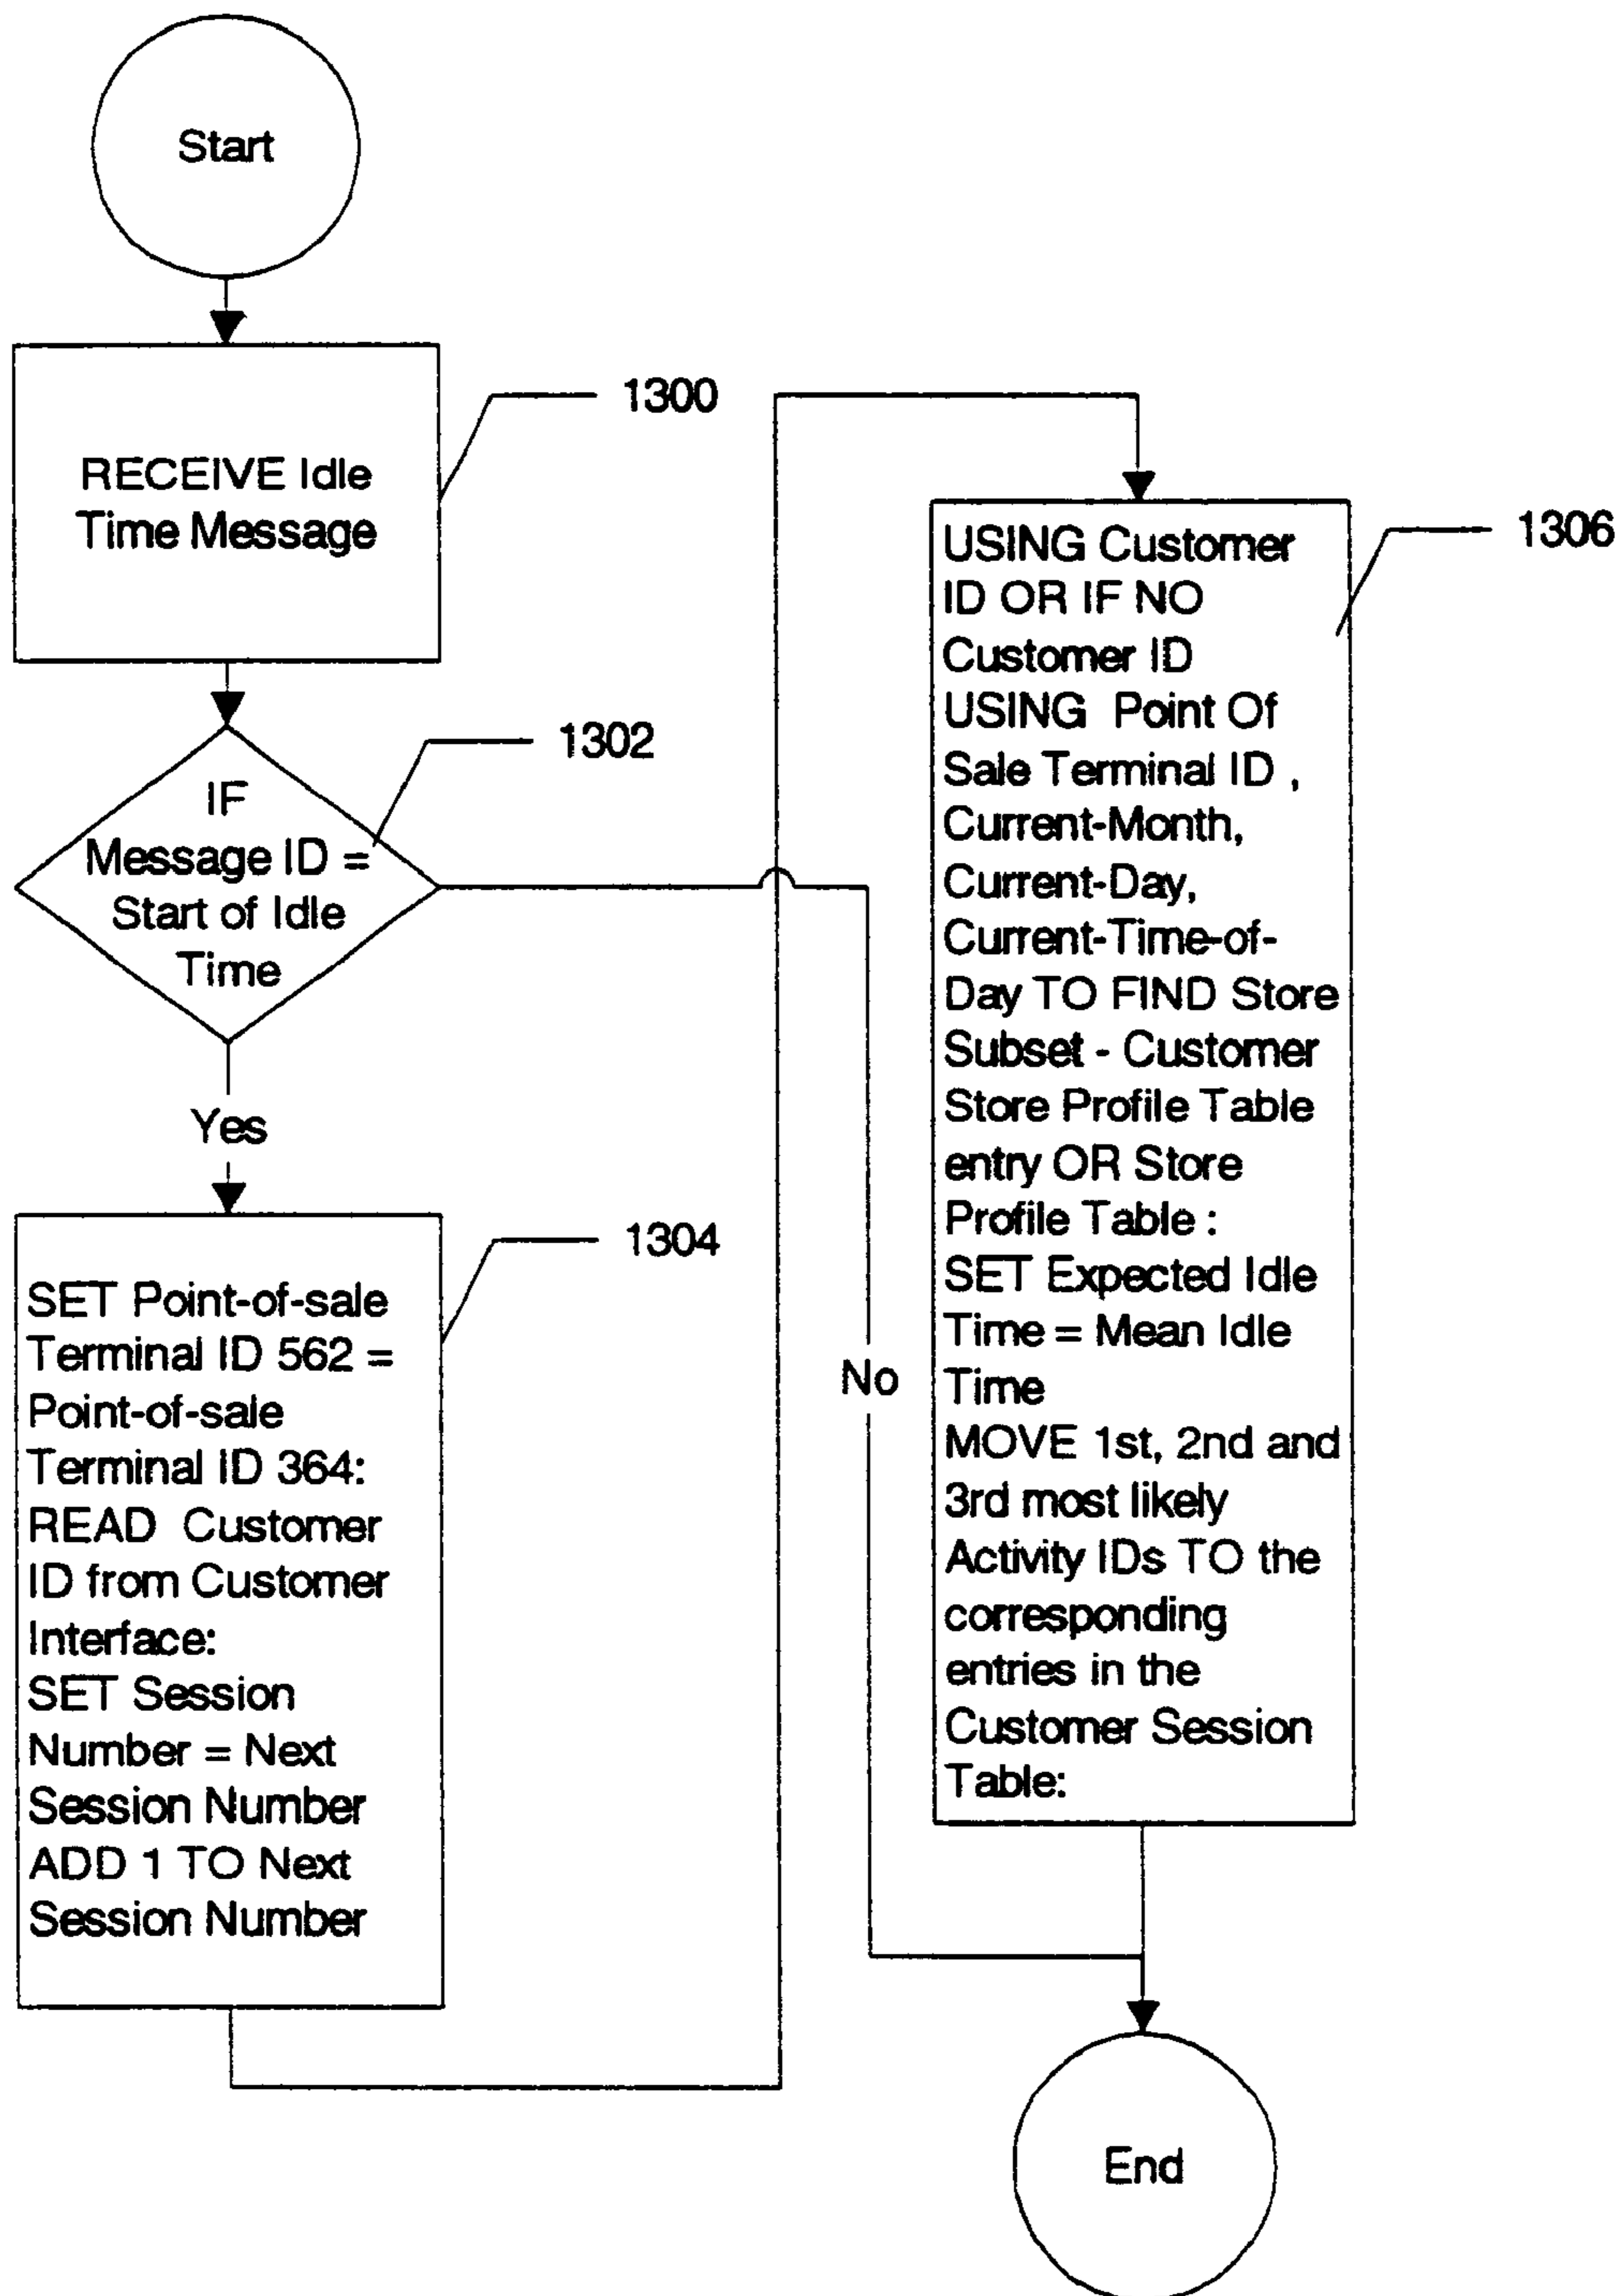 Start
RECEIVE Idle
Time Message
1300
IF
Message ID =
Start of Idle
Time
1302
Yes
No
SET Point-of-sale
Terminal ID 562 =
Point-of-sale
Terminal ID 364:
READ Customer
ID from Customer
Interface:
SET Session
Number = Next
Session Number
ADD 1 TO Next
Session Number
1304
USING Customer
ID OR IF NO
Customer ID
USING Point Of
Sale Terminal ID ,
Current-Month,
Current-Day,
Current-Time-of-
Day TO FIND Store
Subset - Customer
Store Profile Table
entry OR Store
Profile Table :
SET Expected Idle
Time = Mean Idle
Time
MOVE 1st, 2nd and
3rd most likely
Activity IDs TO the
corresponding
entries in the
Customer Session
Table:
1306
End